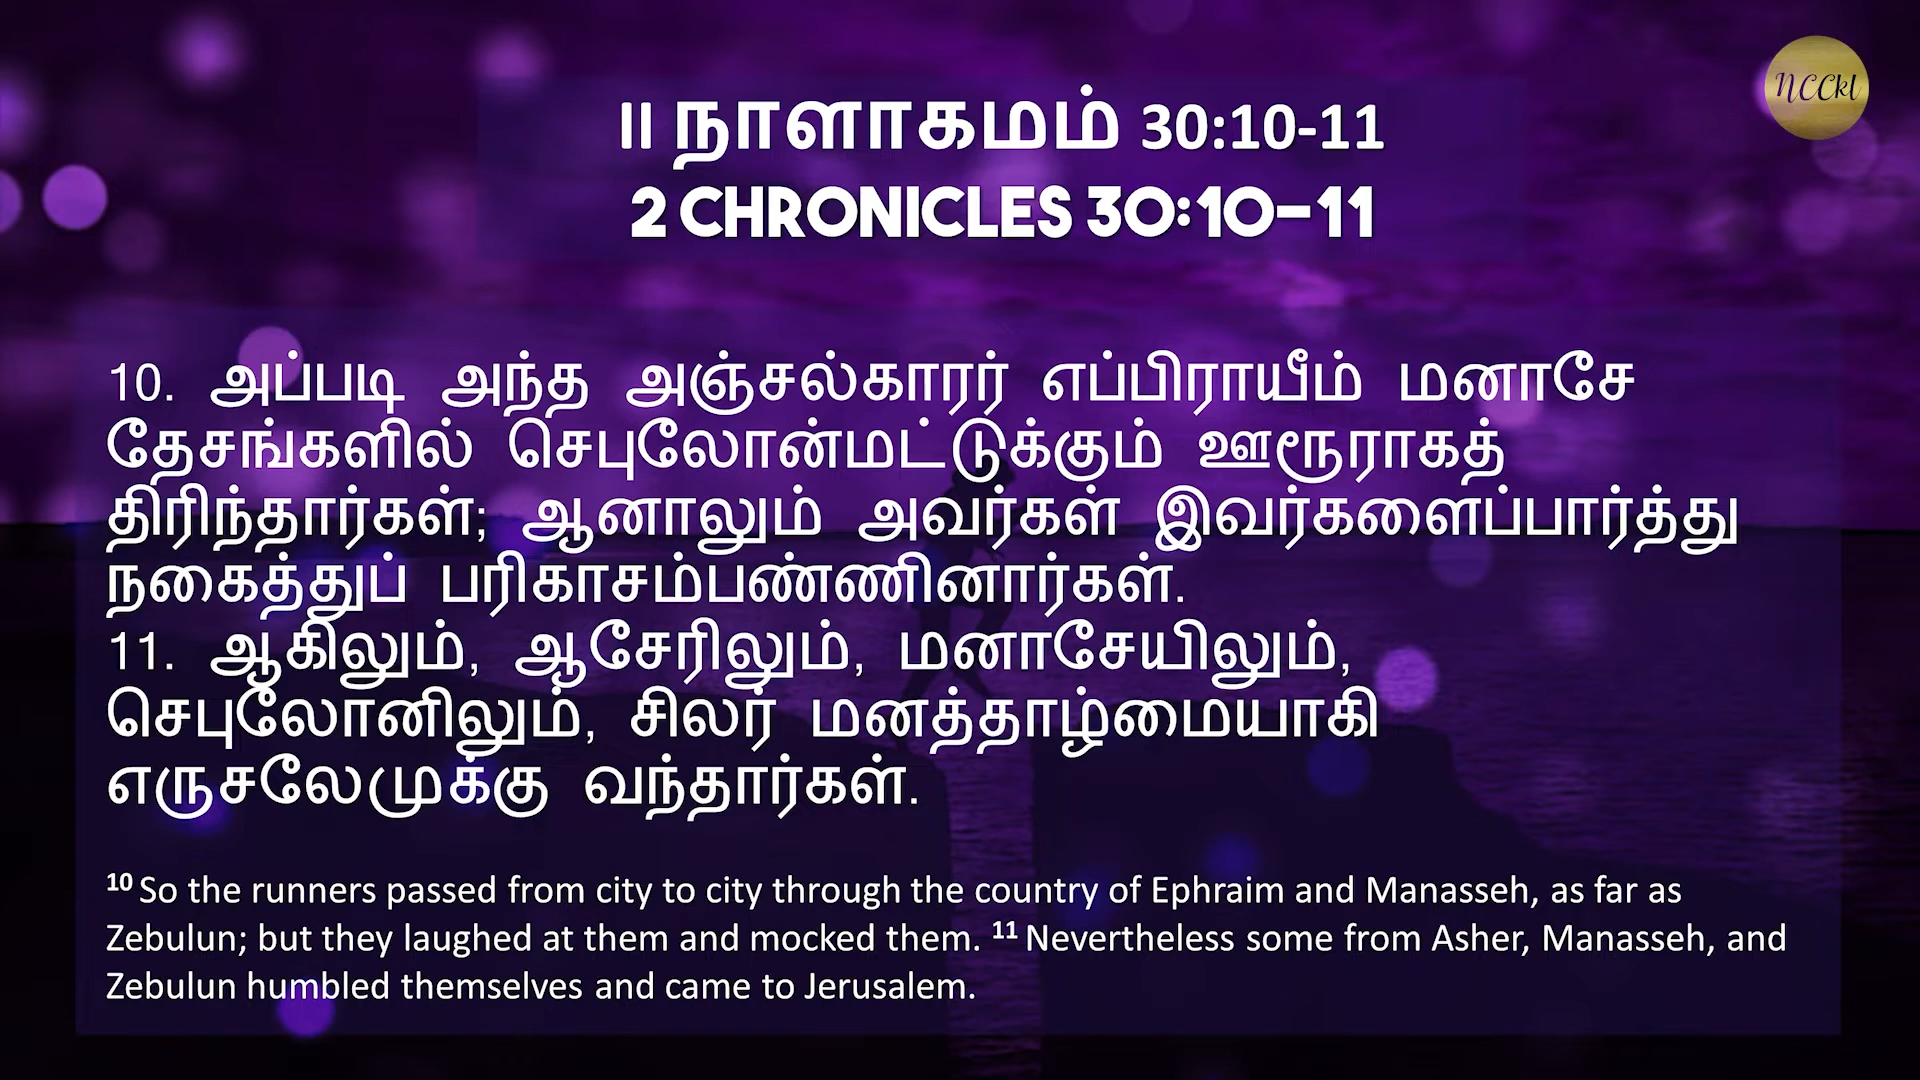 NCCkl
II நாளாகமம் 30:10-11
2 CHRONICLES 30:10-11
10. அப்படி அந்த அஞ்சல்காரர் எப்பிராயீம் மனாசே
தேசங்களில் செபுலோன்மட்டுக்கும் ஊரூராகத்
திரிந்தார்கள்; ஆனாலும் அவர்கள் இவர்களைப்பார்த்து
நகைத்துப் பரிகாசம்பண்ணினார்கள்.
11. ஆகிலும், ஆசேரிலும், மனாசேயிலும்,
செபுலோனிலும், சிலர் மனத்தாழ்மையாகி
எருசலேமுக்கு வந்தார்கள்.
10 So the runners passed from city to city through the country of Ephraim and Manasseh, as far as
Zebulun; but they laughed at them and mocked them. 11 Nevertheless some from Asher, Manasseh, and
Zebulun humbled themselves and came to Jerusalem.